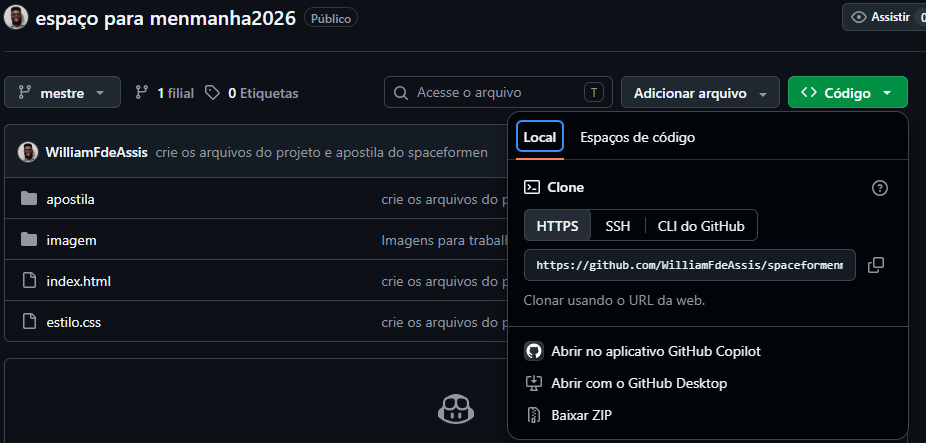 espaço para menmanha2026 Público
Assistir 0
mestre 1 filial 0 Etiquetas Acesse o arquivo T Adicionar arquivo Código
WilliamFdeAssis crie os arquivos do projeto e apostila do spaceformen
apostila crie os arquivos do
imagem Imagens para
index.html crie os arquivos do
estilo.css crie os arquivos do
Local Espaços de código
Clone
HTTPS SSH CLI do GitHub
https://github.com/WilliamFdeAssis/spaceformenm
Clonar usando o URL da web.
Abrir no aplicativo GitHub Copilot
Abrir com o GitHub Desktop
Baixar ZIP